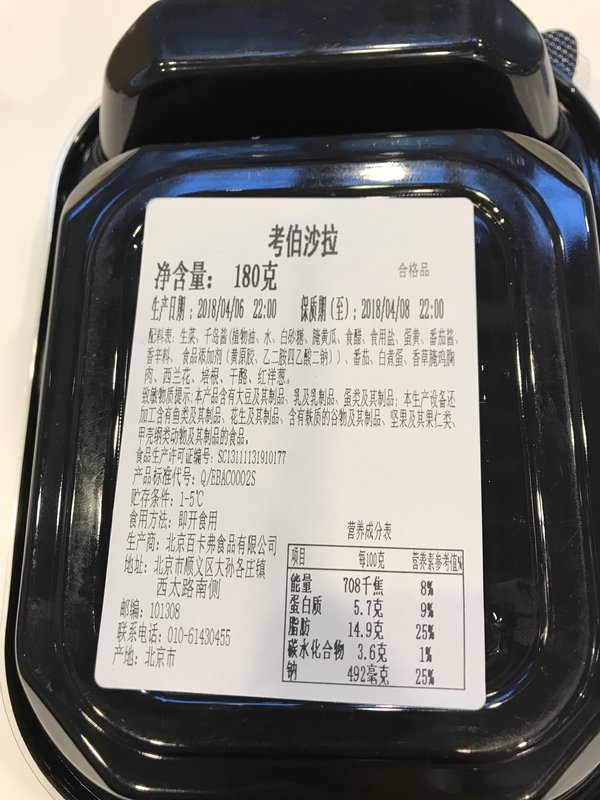 考伯沙拉
净含量： 180克 合格品
生产日期：2018/04/06 22:00 保质期（至）：2018/04/08 22:00
配料表：生菜、千岛酱(植物油、水、白砂糖、腌黄瓜、食醋、食用盐、蛋黄、番茄酱、
香辛料、食品添加剂（黄原胶、乙二胺四乙酸二钠））、番茄、白煮蛋、香草腌鸡胸
肉、西兰花、培根、干酪、红洋葱。
致敏物质提示:本产品含有大豆及其制品、乳及乳制品、蛋类及其制品；本生产设备还
加工含有鱼类及其制品、花生及其制品、含有麸质的谷物及其制品、坚果及其果仁类、
甲壳纲类动物及其制品的食品。
食品生产许可证编号：SC13111131910177
产品标准代号：Q/EBAC0002S
贮存条件：1-5℃
食用方法：即开食用
生产商：北京百卡弗食品有限公司
地址：北京市顺义区大孙各庄镇
西太路南侧
邮编：101308
联系电话：010-61430455
产地：北京市
营养成分表
项目 每100克 营养素参考值%
能量 708千焦 8%
蛋白质 5.7克 9%
脂肪 14.9克 25%
碳水化合物 3.6克 1%
钠 492毫克 25%